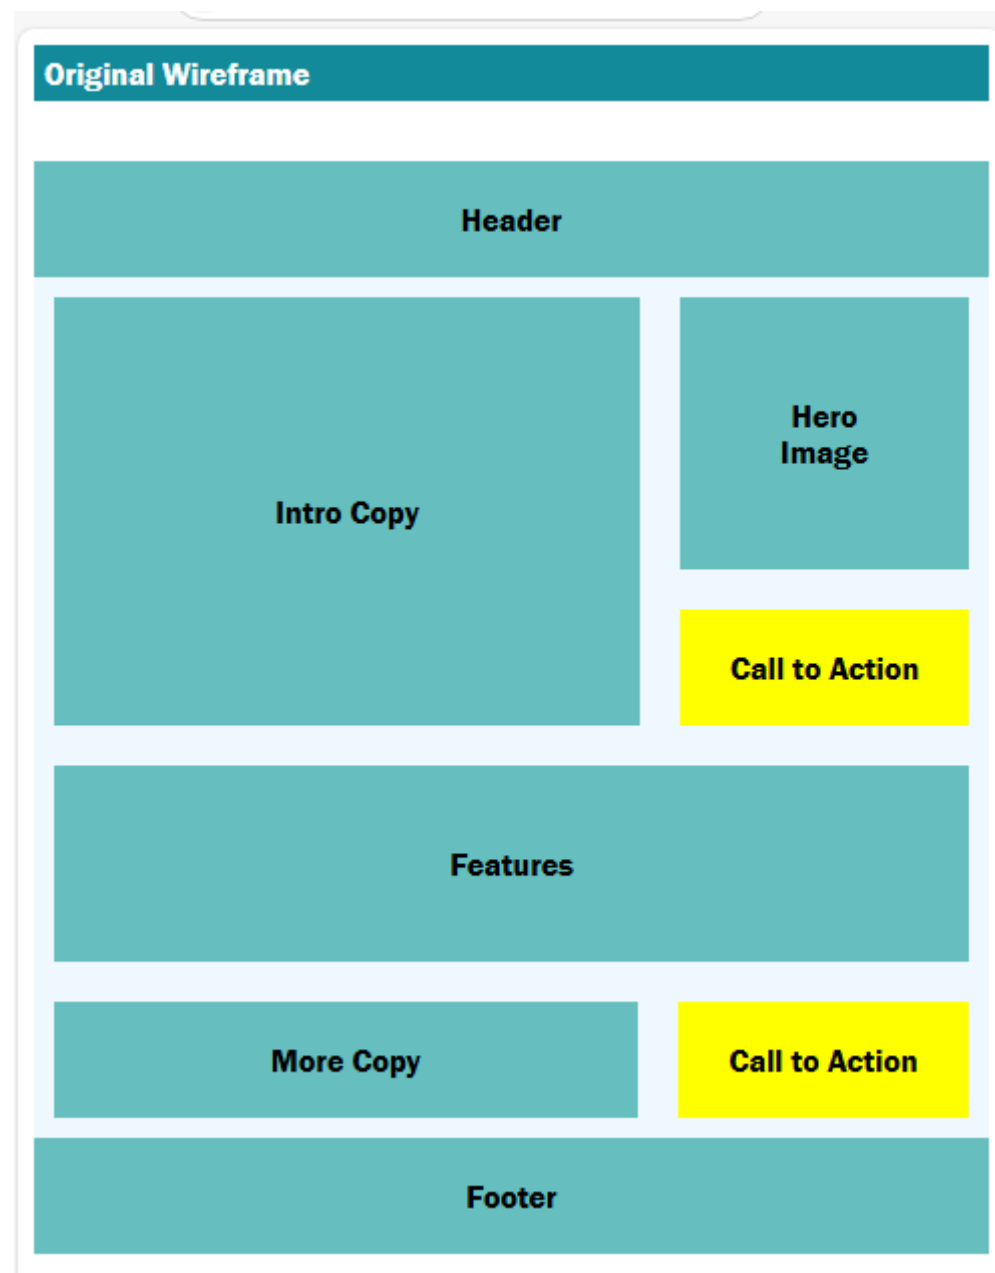 Original Wireframe
Header
Intro Copy
Hero
Image
Call to Action
Features
More Copy
Call to Action
Footer